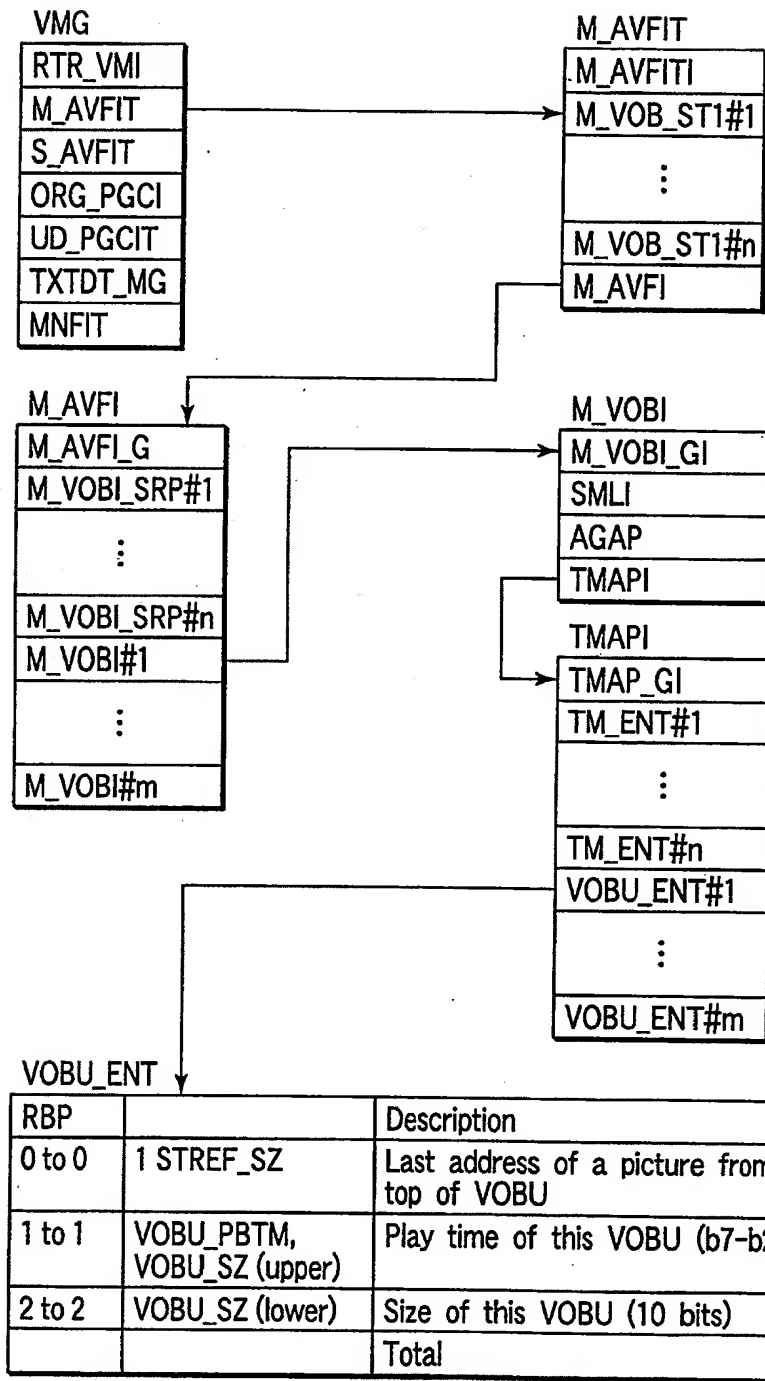 VMG
RTR_VMI
M_AVFIT
S_AVFIT
ORG_PGCI
UD_PGCIT
TXTDT_MG
MNFIT
M_AVFIT
M_AVFITI
M_VOB_ST1#1
⋮
M_VOB_ST1#n
M_AVFI
M_AVFI
M_AVFI_G
M_VOBI_SRP#1
⋮
M_VOBI_SRP#n
M_VOBI#1
⋮
M_VOBI#m
M_VOBI
M_VOBI_GI
SMLI
AGAP
TMAPI
TMAPI
TMAP_GI
TM_ENT#1
⋮
TM_ENT#n
VOBU_ENT#1
⋮
VOBU_ENT#m
VOBU_ENT
RBP Description
0 to 0 1 STREF_SZ Last address of a picture from
top of VOBU
1 to 1 VOBU_PBTM, Play time of this VOBU (b7-b2
VOBU_SZ (upper)
2 to 2 VOBU_SZ (lower) Size of this VOBU (10 bits)
Total